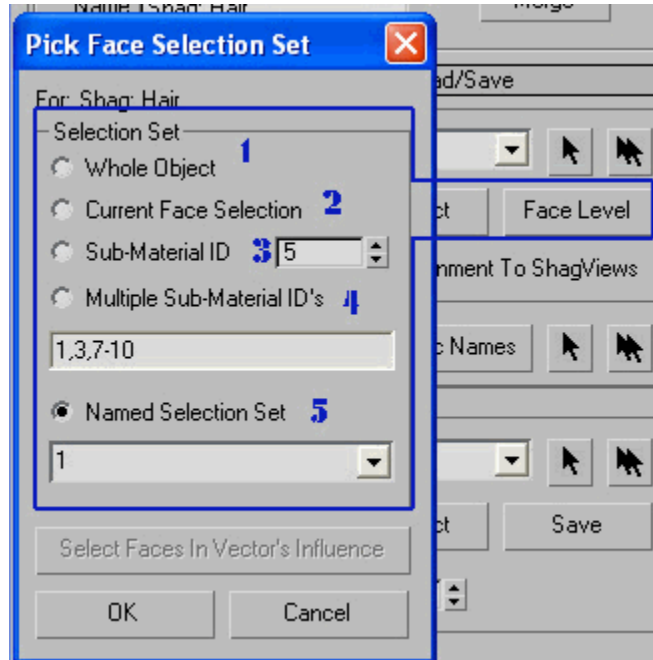 Name Shag: Hair
Merge
Pick Face Selection Set
ad/Save
For: Shag: Hair
Selection Set
Whole Object 1
Current Face Selection 2
ct Face Level
Sub-Material ID 3 5
nment To ShagViews
Multiple Sub-Material ID's 4
1,3,7-10
c Names
Named Selection Set 5
1
ct Save
Select Faces In Vector's Influence
OK Cancel